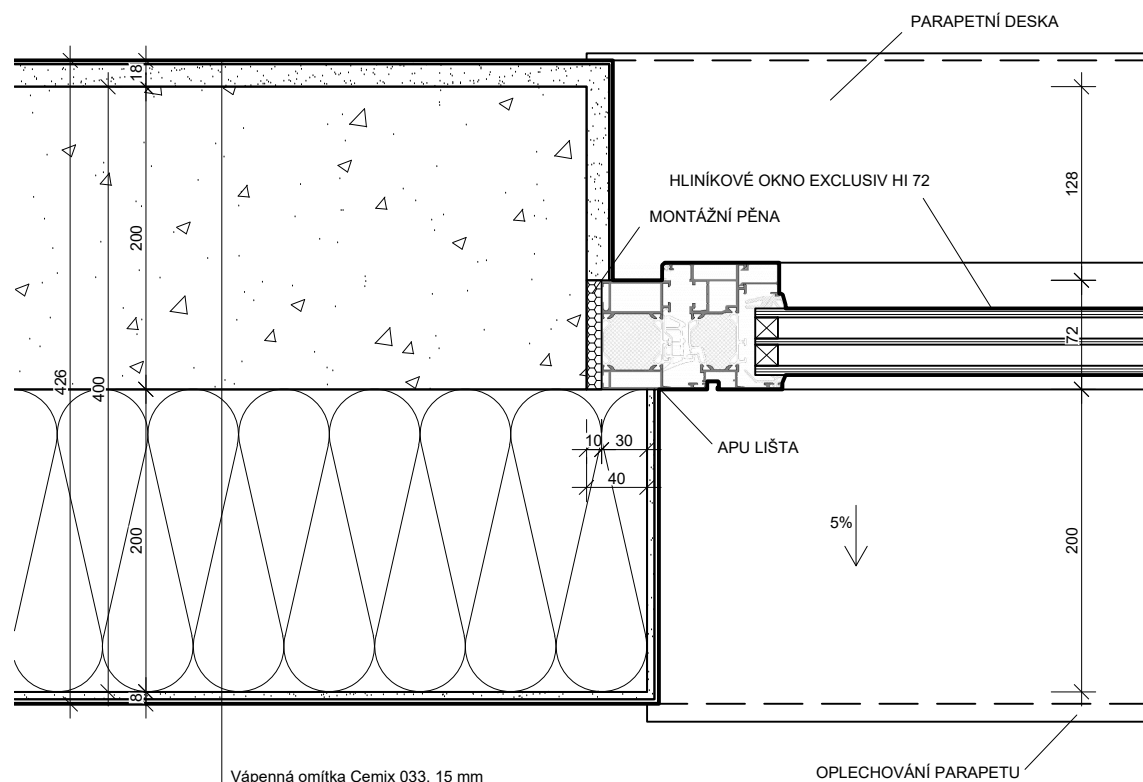 PARAPETNÍ DESKA
18
HLINÍKOVÉ OKNO EXCLUSIV HI 72
128
MONTÁŽNÍ PĚNA
200
72
426
400
10
30
APU LIŠTA
40
5%
200
200
8
Vápenná omítka Cemix 033, 15 mm
OPLECHOVÁNÍ PARAPETU